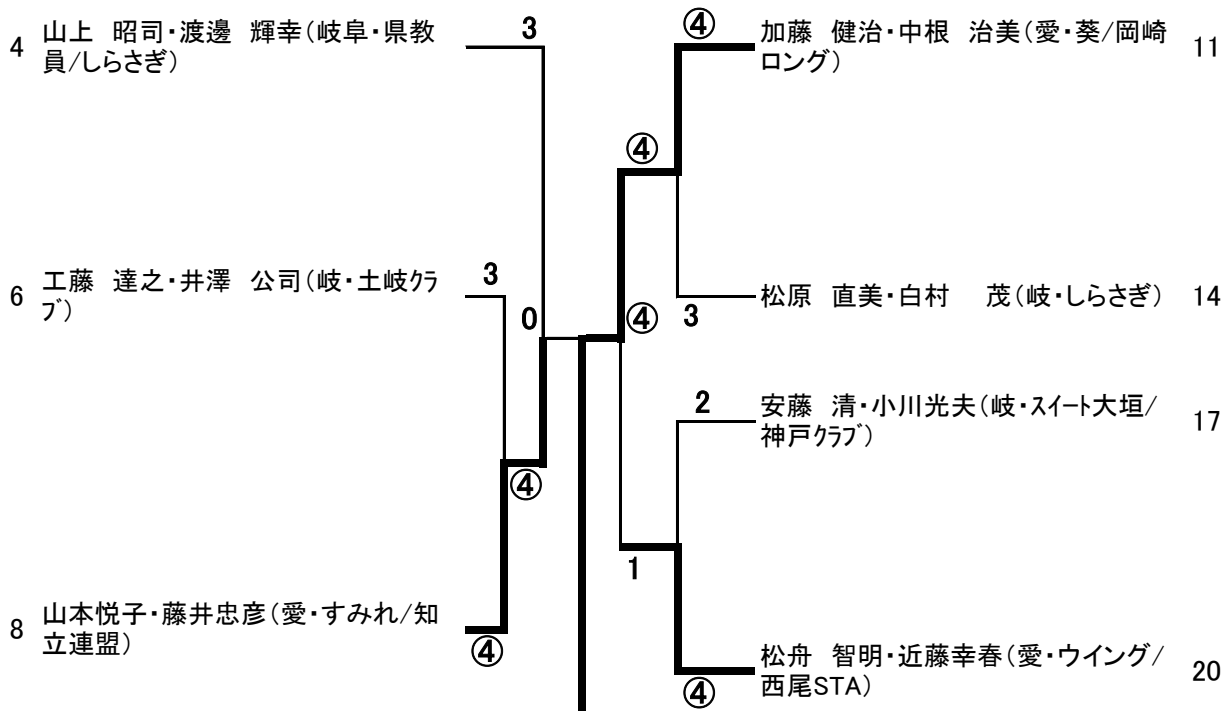 4
山上 昭司・渡邊 輝幸(岐阜・県教
員/しらさぎ)
3
6
工藤 達之・井澤 公司(岐・土岐ｸﾗ
ﾌﾞ)
3
0
④
8
山本悦子・藤井忠彦(愛・すみれ/知
立連盟)
④
④
加藤 健治・中根 治美(愛・葵/岡崎
ロング)
11
④
④
松原 直美・白村 茂(岐・しらさぎ)
14
3
2
安藤 清・小川光夫(岐・ｽｲｰﾄ大垣/
神戸ｸﾗﾌﾞ)
17
1
松舟 智明・近藤幸春(愛・ウイング/
西尾STA)
20
④